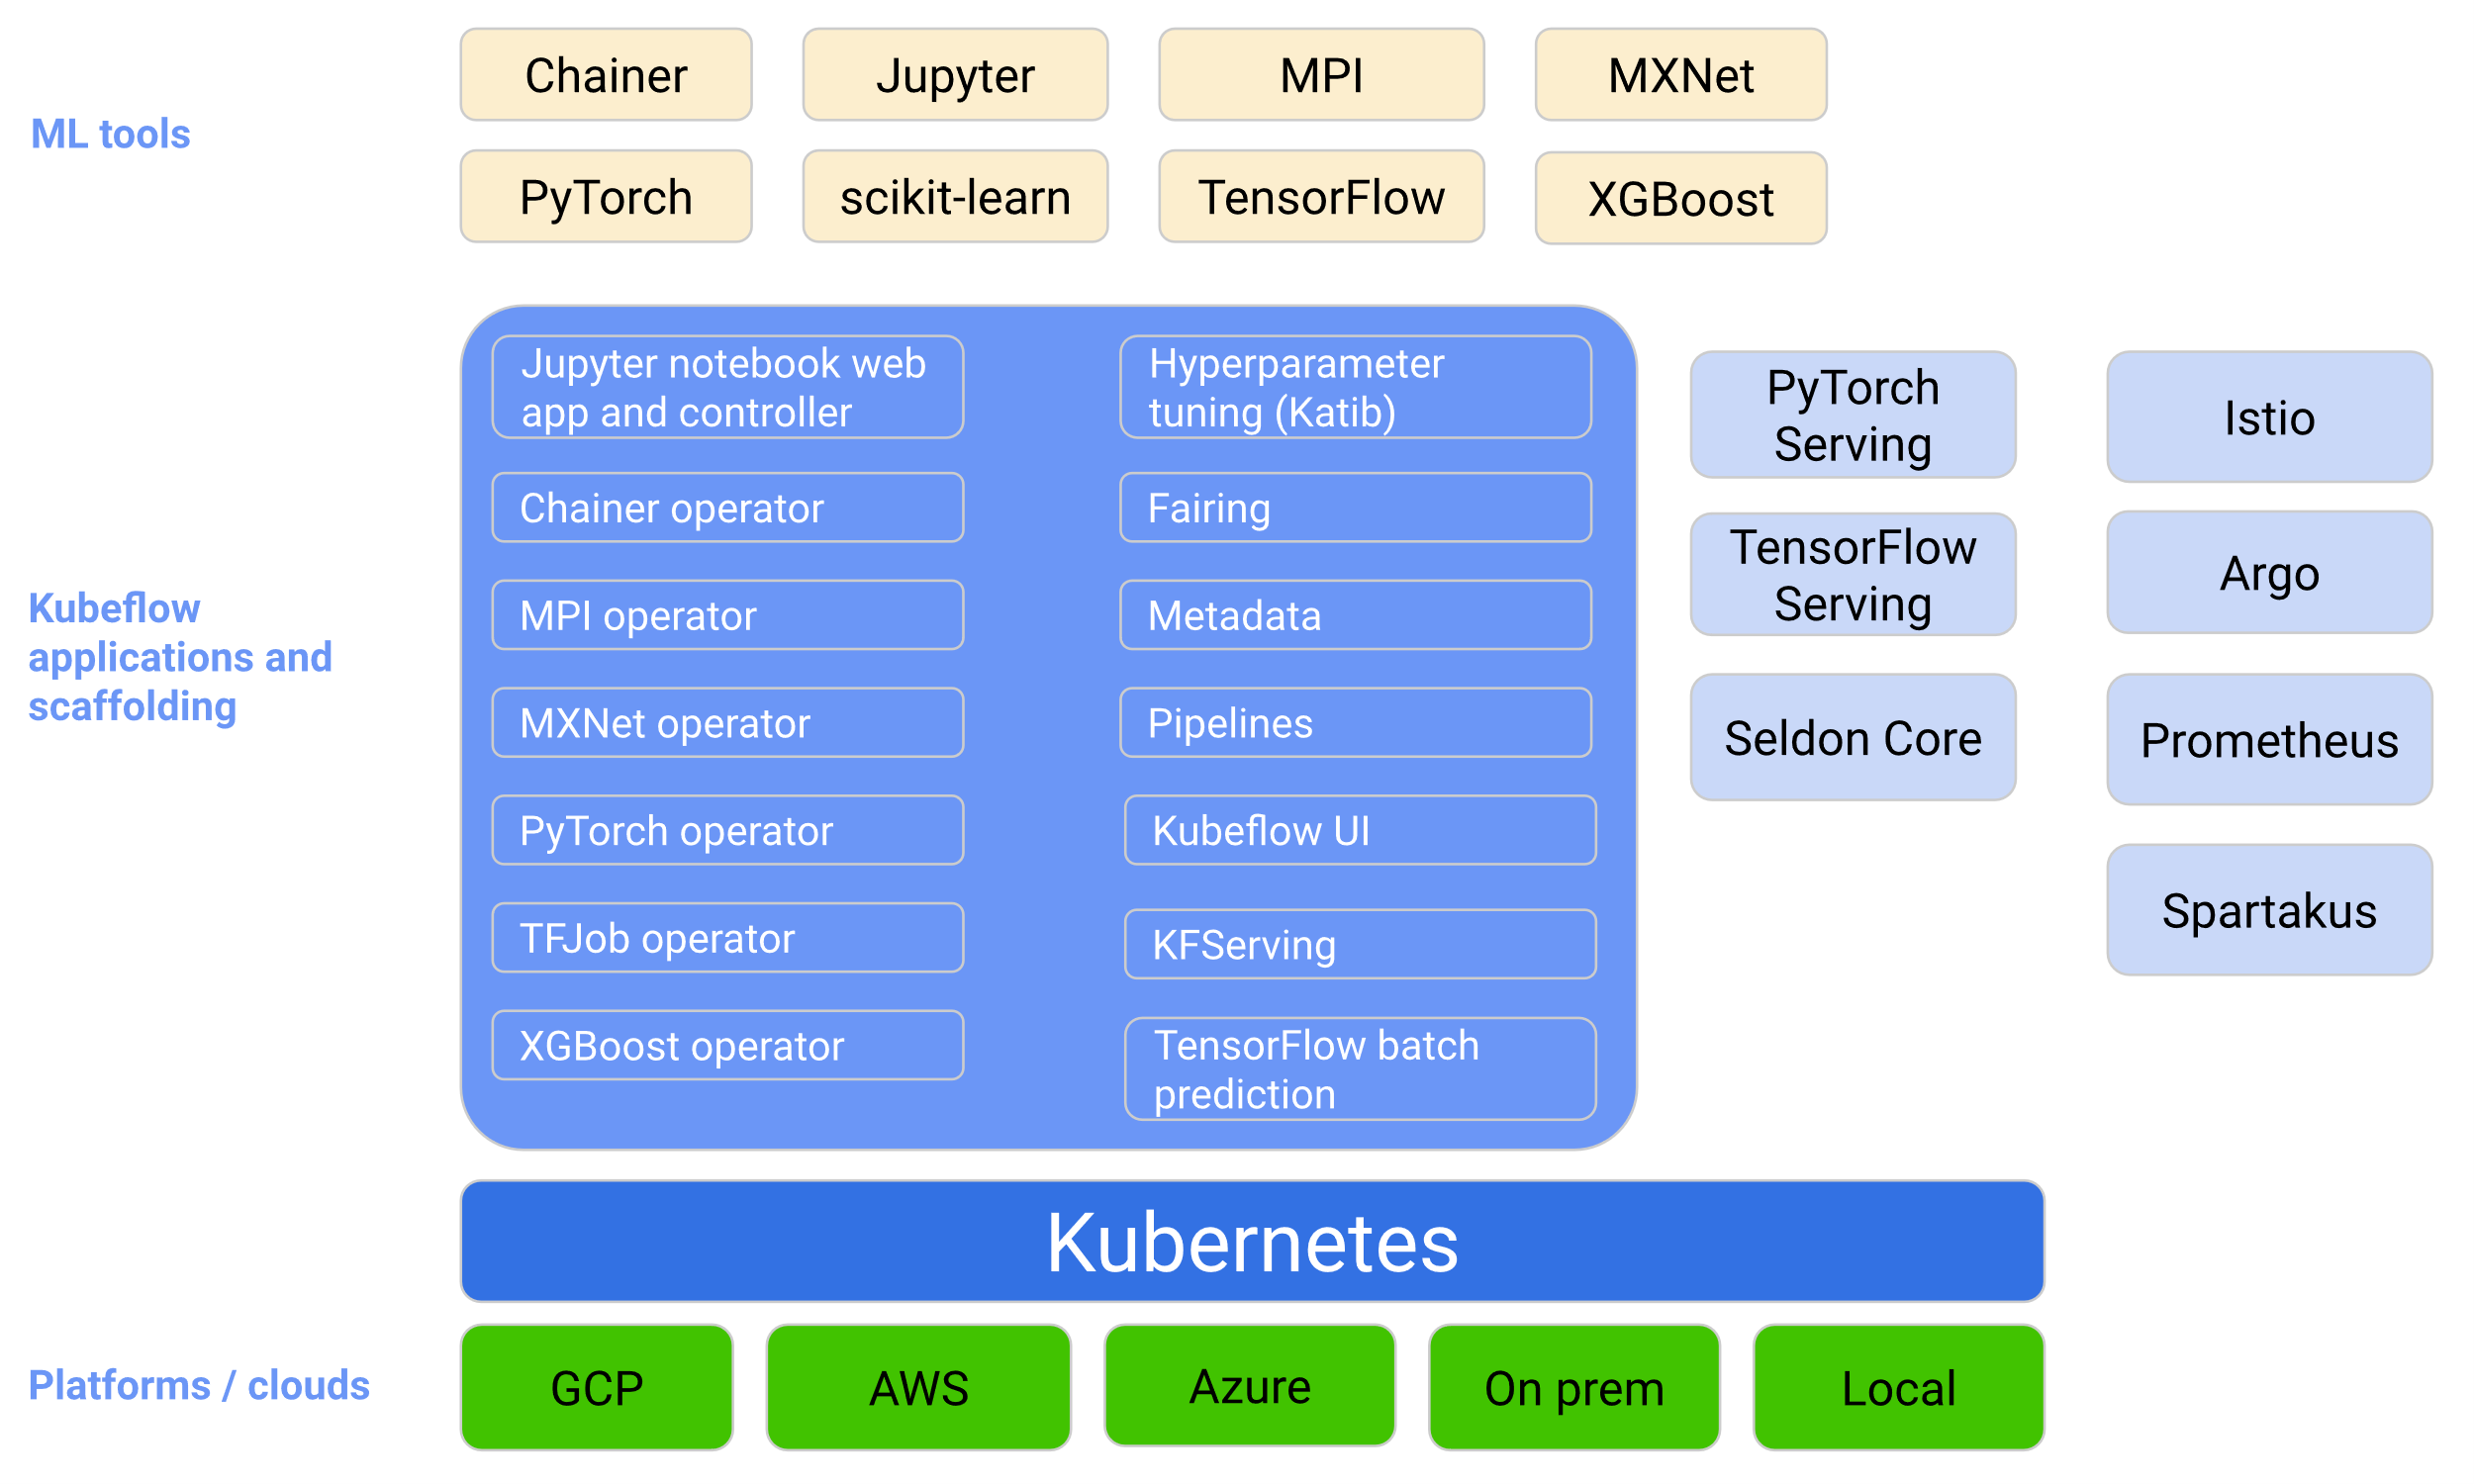 ML tools
Chainer
Jupyter
MPI
MXNet
PyTorch
scikit-learn
TensorFlow
XGBoost
Kubeflow
applications and
scaffolding
Jupyter notebook web
app and controller
Chainer operator
MPI operator
MXNet operator
PyTorch operator
TFJob operator
XGBoost operator
Hyperparameter
tuning (Katib)
Fairing
Metadata
Pipelines
Kubeflow UI
KFServing
TensorFlow batch
prediction
PyTorch
Serving
TensorFlow
Serving
Seldon Core
Istio
Argo
Prometheus
Spartakus
Kubernetes
Platforms / clouds
GCP
AWS
Azure
On prem
Local